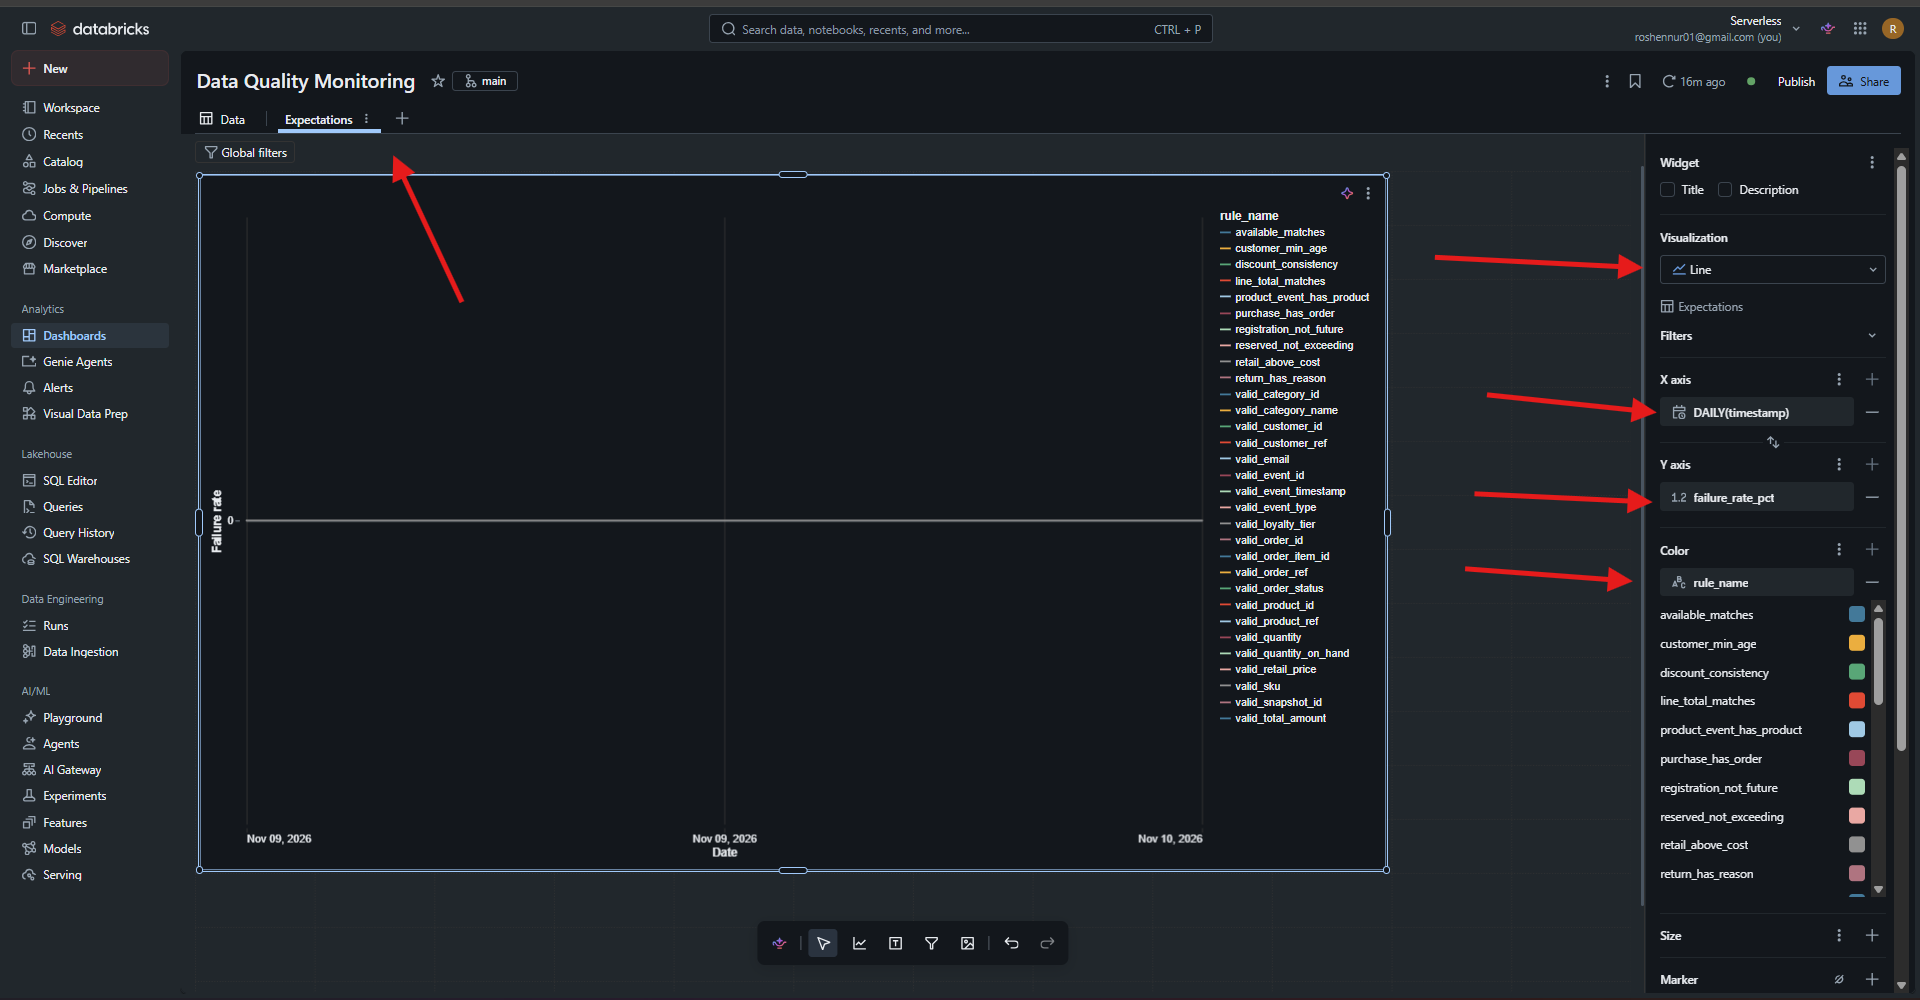 databricks
Search data, notebooks, recents, and more...
CTRL + P
Serverless
roshennur01@gmail.com (you)
R
New
Workspace
Recents
Catalog
Jobs & Pipelines
Compute
Discover
Marketplace
Analytics
Dashboards
Genie Agents
Alerts
Visual Data Prep
Lakehouse
SQL Editor
Queries
Query History
SQL Warehouses
Data Engineering
Runs
Data Ingestion
AI/ML
Playground
Agents
AI Gateway
Experiments
Features
Models
Serving
Data Quality Monitoring
main
16m ago
Publish
Share
Data
Expectations
Global filters
Failure rate
0
Nov 09, 2026
Nov 09, 2026
Nov 10, 2026
Date
rule_name
available_matches
customer_min_age
discount_consistency
line_total_matches
product_event_has_product
purchase_has_order
registration_not_future
reserved_not_exceeding
retail_above_cost
return_has_reason
valid_category_id
valid_category_name
valid_customer_id
valid_customer_ref
valid_email
valid_event_id
valid_event_timestamp
valid_event_type
valid_loyalty_tier
valid_order_id
valid_order_item_id
valid_order_ref
valid_order_status
valid_product_id
valid_product_ref
valid_quantity
valid_quantity_on_hand
valid_retail_price
valid_sku
valid_snapshot_id
valid_total_amount
Widget
Title
Description
Visualization
Line
Expectations
Filters
X axis
DAILY(timestamp)
Y axis
1.2 failure_rate_pct
Color
rule_name
available_matches
customer_min_age
discount_consistency
line_total_matches
product_event_has_product
purchase_has_order
registration_not_future
reserved_not_exceeding
retail_above_cost
return_has_reason
Size
Marker